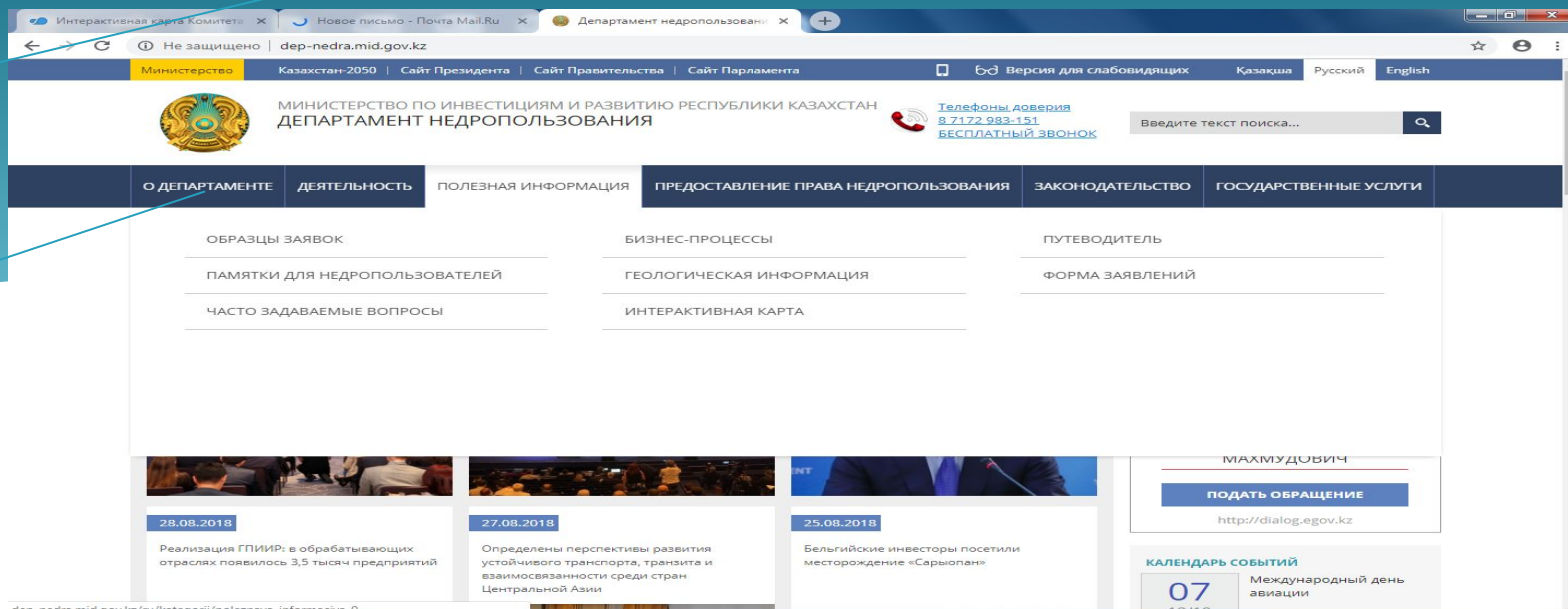 Интерактивная карта Комитета
Новое письмо - Почта Mail.Ru
Департамент недропользовани
Не защищено | dep-nedra.mid.gov.kz
Министерство Казахстан-2050 | Сайт Президента | Сайт Правительства | Сайт Парламента Версия для слабовидящих Қазақша Русский English
МИНИСТЕРСТВО ПО ИНВЕСТИЦИЯМ И РАЗВИТИЮ РЕСПУБЛИКИ КАЗАХСТАН
ДЕПАРТАМЕНТ НЕДРОПОЛЬЗОВАНИЯ
Телефоны доверия
8 7172 983-151
БЕСПЛАТНЫЙ ЗВОНОК
Введите текст поиска...
О ДЕПАРТАМЕНТЕ ДЕЯТЕЛЬНОСТЬ ПОЛЕЗНАЯ ИНФОРМАЦИЯ ПРЕДОСТАВЛЕНИЕ ПРАВА НЕДРОПОЛЬЗОВАНИЯ ЗАКОНОДАТЕЛЬСТВО ГОСУДАРСТВЕННЫЕ УСЛУГИ
ОБРАЗЦЫ ЗАЯВОК БИЗНЕС-ПРОЦЕССЫ ПУТЕВОДИТЕЛЬ
ПАМЯТКИ ДЛЯ НЕДРОПОЛЬЗОВАТЕЛЕЙ ГЕОЛОГИЧЕСКАЯ ИНФОРМАЦИЯ ФОРМА ЗАЯВЛЕНИЙ
ЧАСТО ЗАДАВАЕМЫЕ ВОПРОСЫ ИНТЕРАКТИВНАЯ КАРТА
28.08.2018
Реализация ГПИИР: в обрабатывающих
отраслях появилось 3,5 тысяч предприятий
27.08.2018
Определены перспективы развития
устойчивого транспорта, транзита и
взаимосвязанности среди стран
Центральной Азии
25.08.2018
Бельгийские инвесторы посетили
месторождение «Сарыопан»
МАХМУДОВИЧ
ПОДАТЬ ОБРАЩЕНИЕ
http://dialog.egov.kz
КАЛЕНДАРЬ СОБЫТИЙ
07
Международный день
авиации